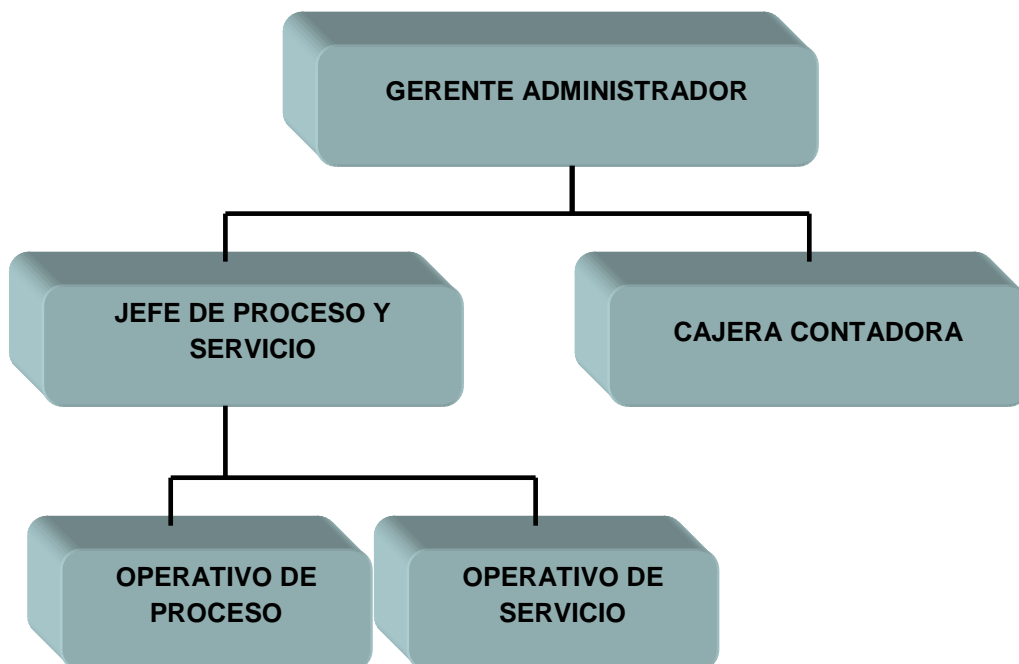 GERENTE ADMINISTRADOR
JEFE DE PROCESO Y
SERVICIO
CAJERA CONTADORA
OPERATIVO DE
PROCESO
OPERATIVO DE
SERVICIO